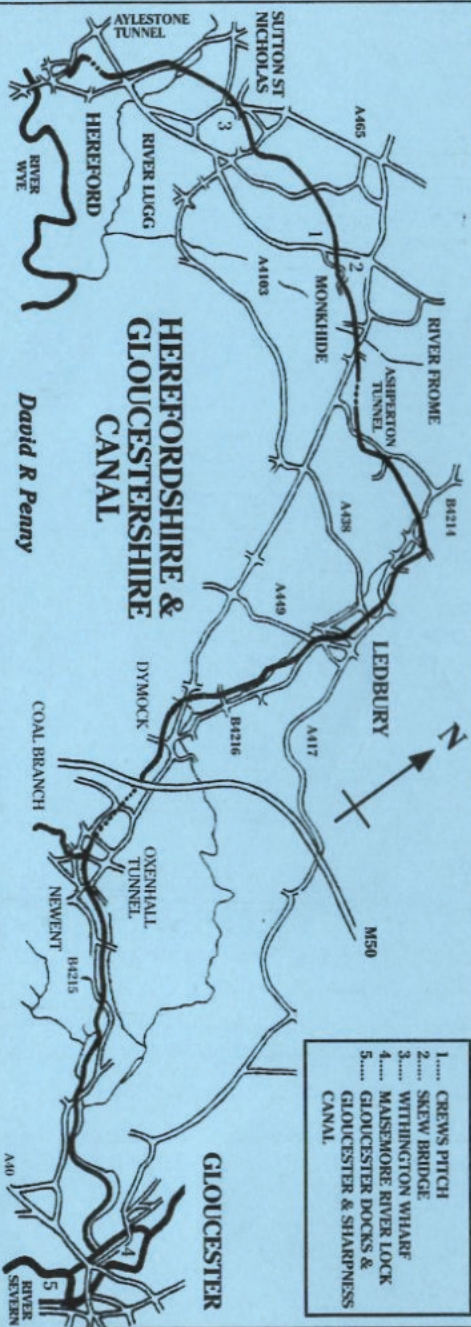 AYLESTONE
TUNNEL
SUTTON ST
NICHOLAS
A465
3
HEREFORD
RIVER LUGG
RIVER
WYE
1
2
MONKHIDE
A4103
RIVER FROME
ASHPERTON
TUNNEL
B4214
A438
HEREFORDSHIRE &
GLOUCESTERSHIRE
CANAL
David R Penny
A449
LEDBURY
N
A417
DYMOCK
B4216
COAL BRANCH
OXENHALL
TUNNEL
M50
NEWENT
B4215
1..... CREWS PITCH
2..... SKEW BRIDGE
3..... WITHINGTON WHARF
4..... MAISEMORE RIVER LOCK
5..... GLOUCESTER DOCKS &
GLOUCESTER & SHARPNESS
CANAL
GLOUCESTER
4
A40
5
RIVER
SEVERN